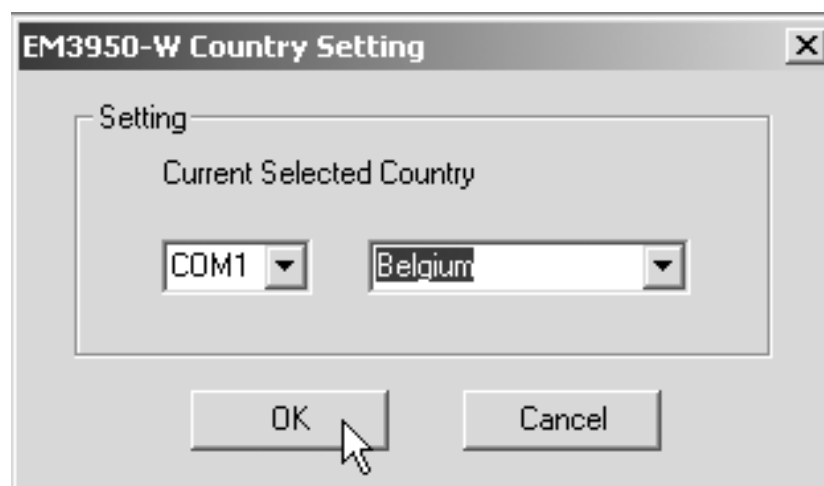 EM3950-W Country Setting
Setting
Current Selected Country
COM1 Belgium
OK Cancel